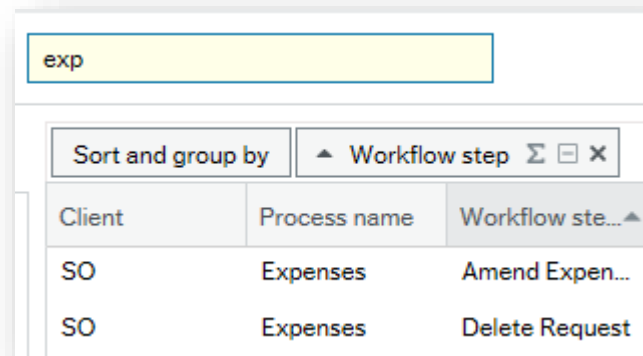 exp
Sort and group by ▲ Workflow step Σ ⊟ ×
Client Process name Workflow ste...▲
SO Expenses Amend Expen...
SO Expenses Delete Request